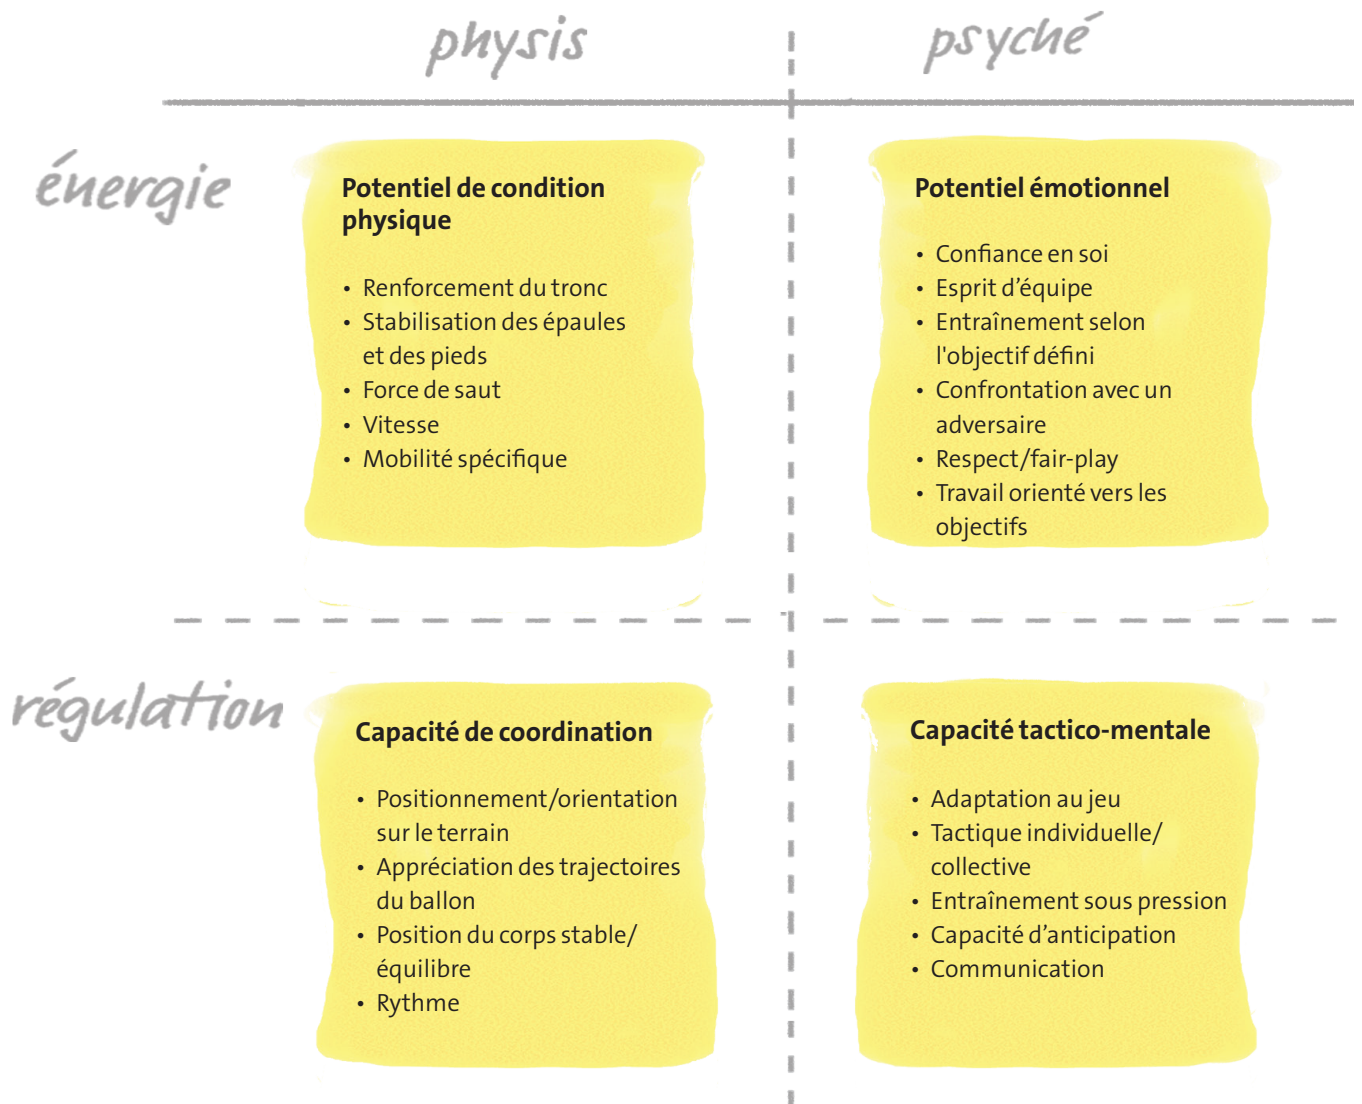 physis
psyché
énergie
Potentiel de condition
physique
• Renforcement du tronc
• Stabilisation des épaules
et des pieds
• Force de saut
• Vitesse
• Mobilité spécifique
Potentiel émotionnel
• Confiance en soi
• Esprit d’équipe
• Entraînement selon
l'objectif défini
• Confrontation avec un
adversaire
• Respect/fair-play
• Travail orienté vers les
objectifs
régulation
Capacité de coordination
• Positionnement/orientation
sur le terrain
• Appréciation des trajectoires
du ballon
• Position du corps stable/
équilibre
• Rythme
Capacité tactico-mentale
• Adaptation au jeu
• Tactique individuelle/
collective
• Entraînement sous pression
• Capacité d’anticipation
• Communication